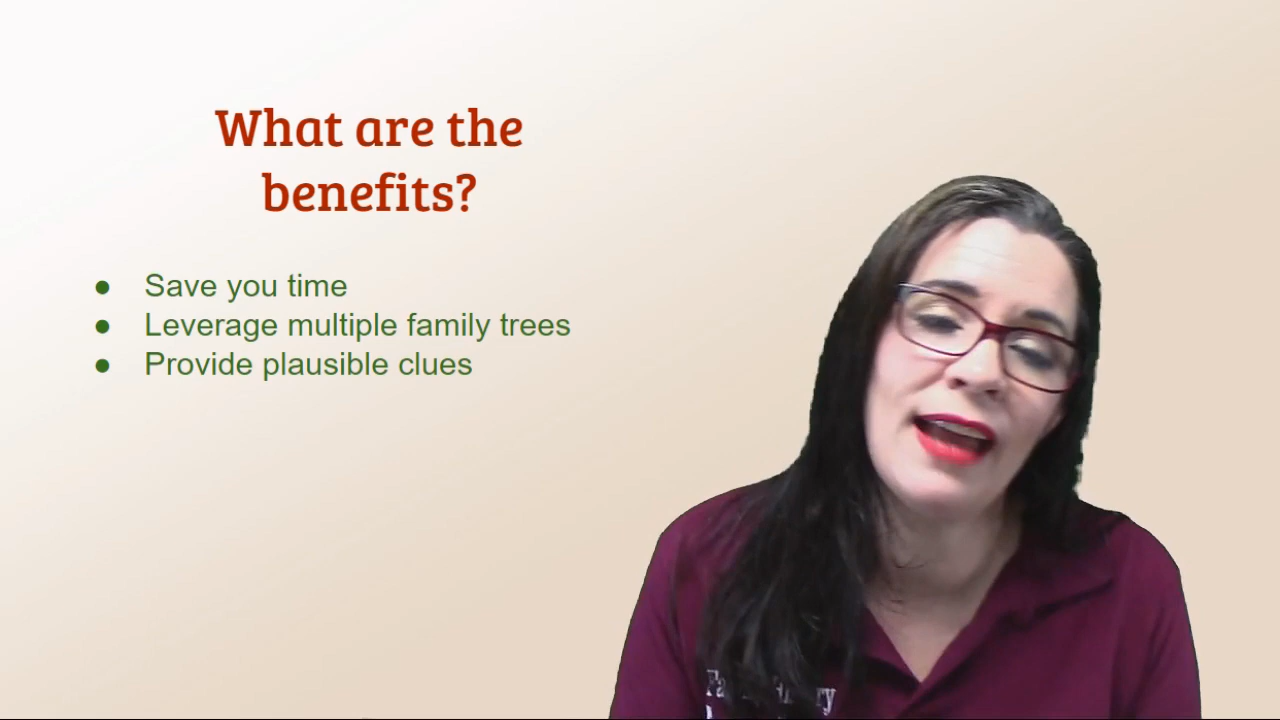 What are the
benefits?
● Save you time
● Leverage multiple family trees
● Provide plausible clues